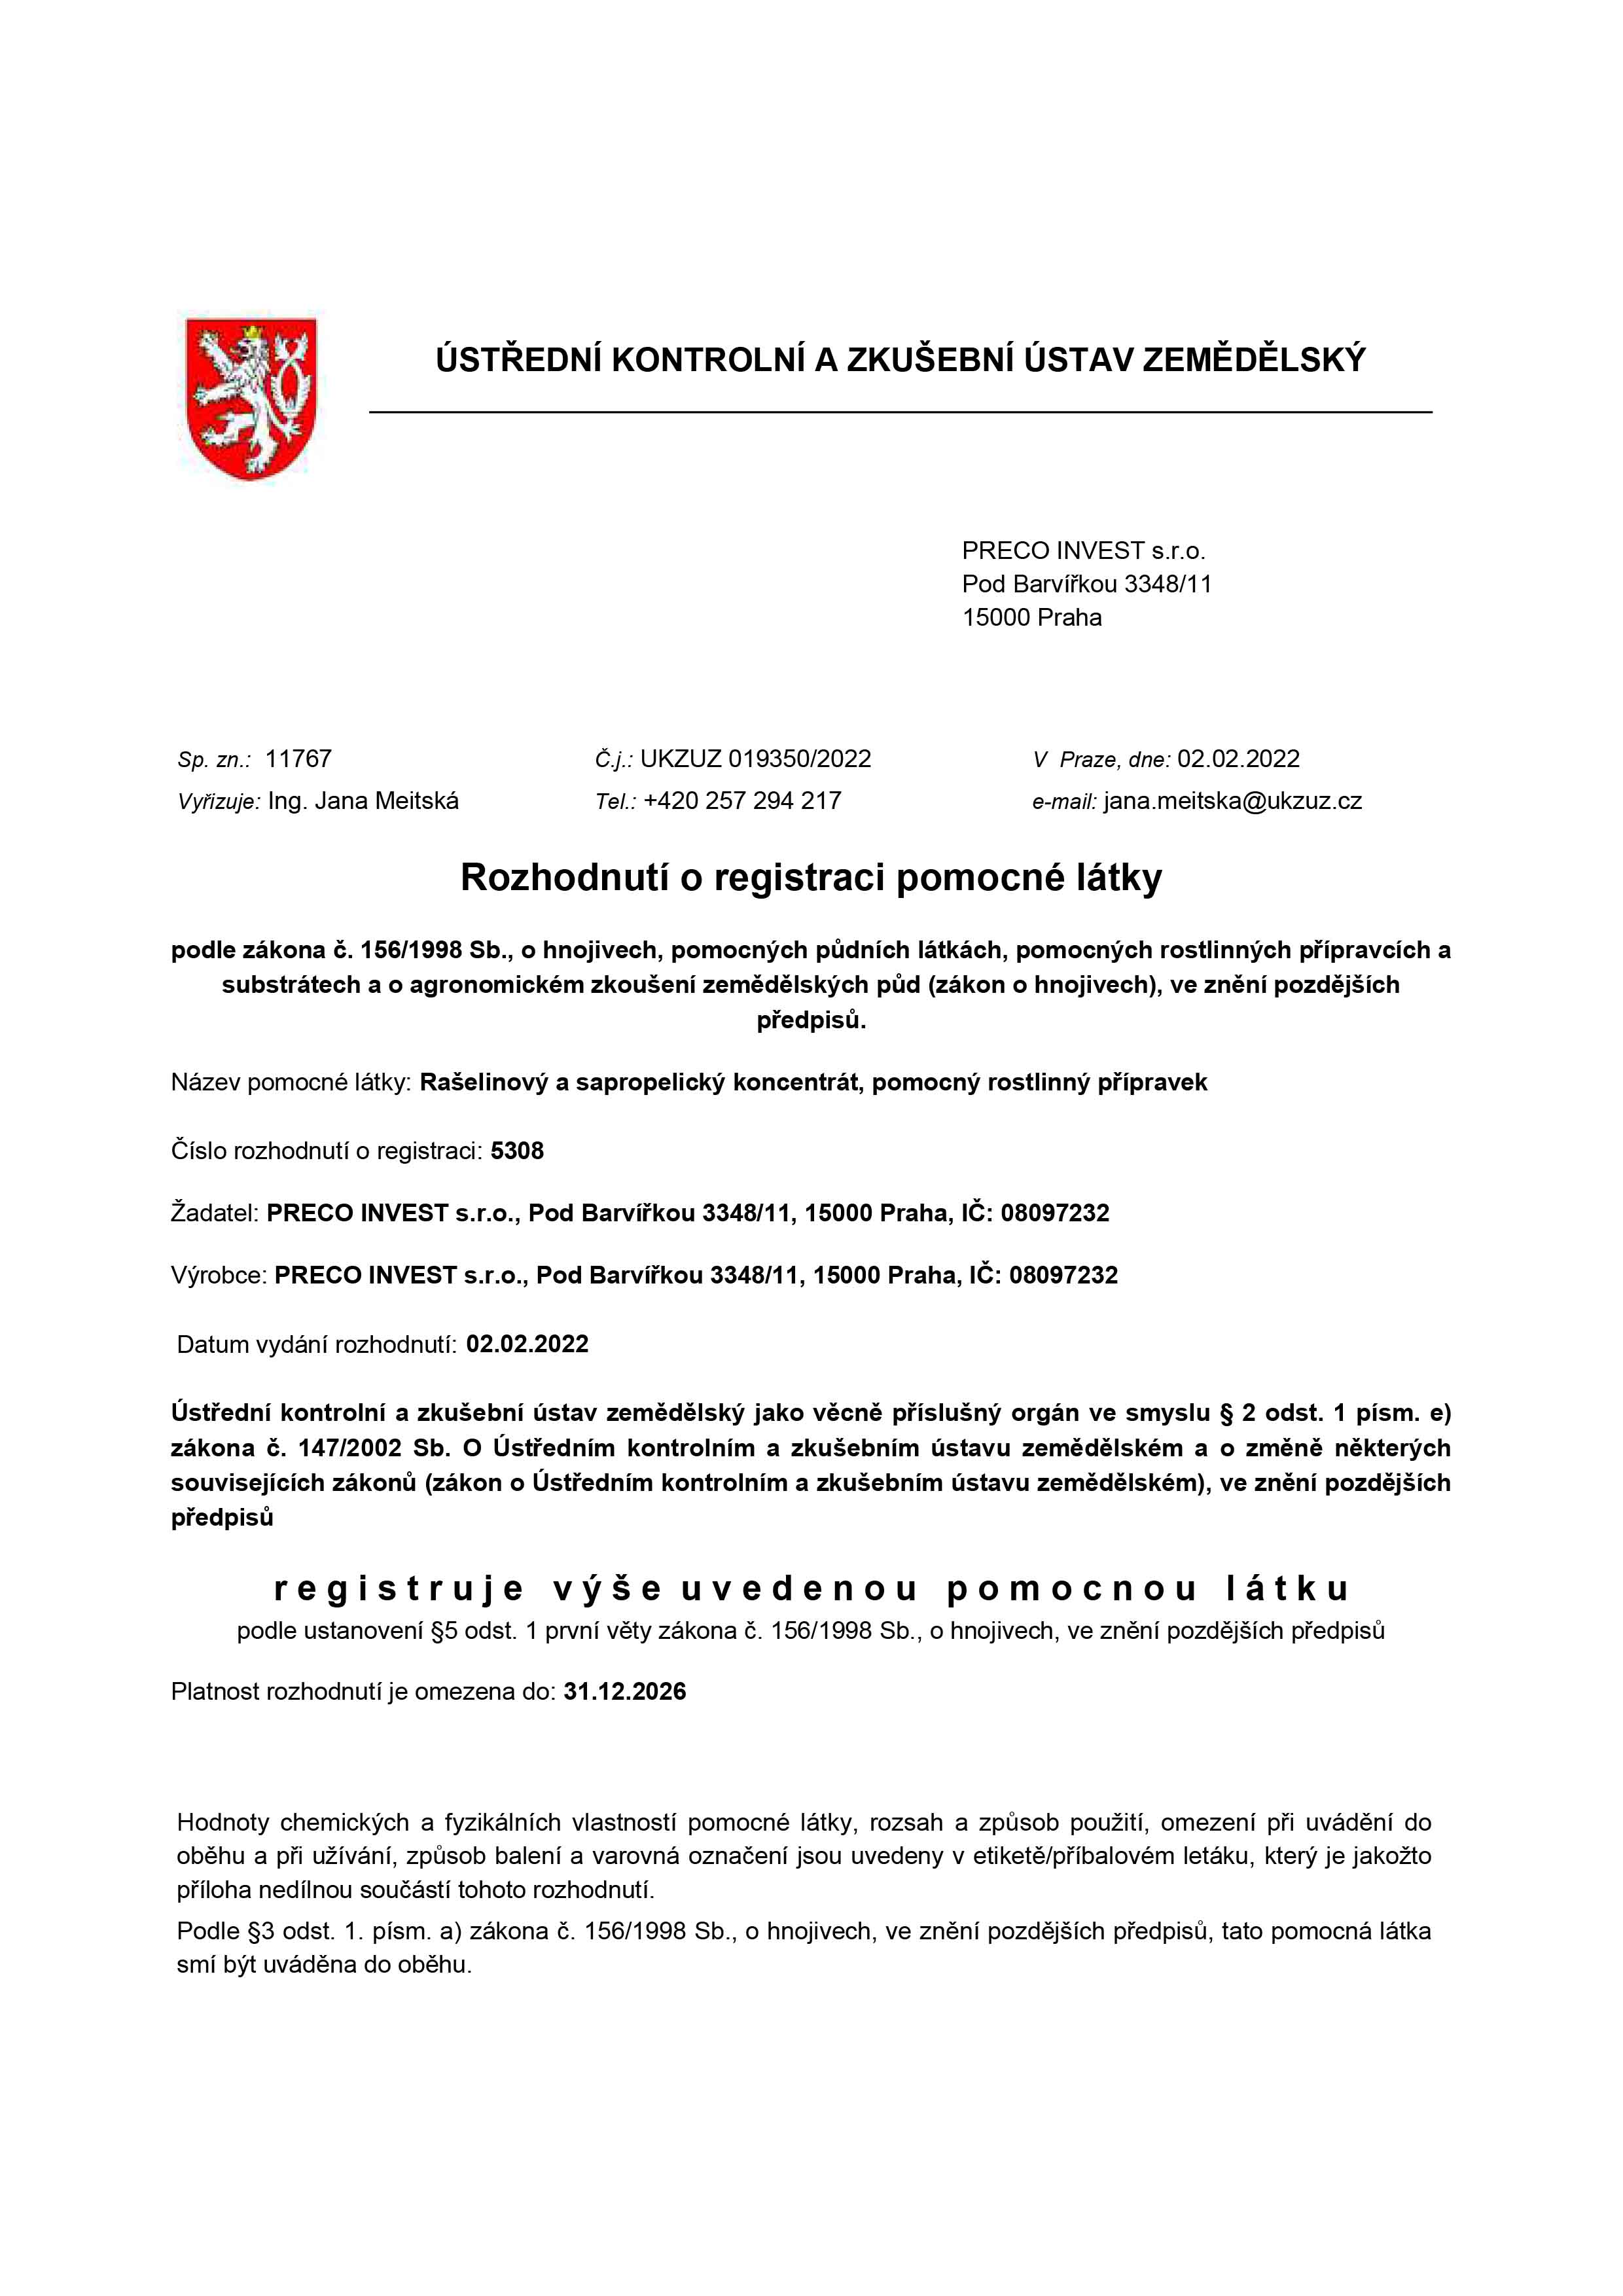 ÚSTŘEDNÍ KONTROLNÍ A ZKUŠEBNÍ ÚSTAV ZEMĚDĚLSKÝ
PRECO INVEST s.r.o.
Pod Barvířkou 3348/11
15000 Praha
Sp. zn.: 11767 Č.j.: UKZUZ 019350/2022 V Praze, dne: 02.02.2022
Vyřizuje: Ing. Jana Meitská Tel.: +420 257 294 217 e-mail: jana.meitska@ukzuz.cz
Rozhodnutí o registraci pomocné látky
podle zákona č. 156/1998 Sb., o hnojivech, pomocných půdních látkách, pomocných rostlinných přípravcích a
substrátech a o agronomickém zkoušení zemědělských půd (zákon o hnojivech), ve znění pozdějších
předpisů.
Název pomocné látky: Rašelinový a sapropelický koncentrát, pomocný rostlinný přípravek
Číslo rozhodnutí o registraci: 5308
Žadatel: PRECO INVEST s.r.o., Pod Barvířkou 3348/11, 15000 Praha, IČ: 08097232
Výrobce: PRECO INVEST s.r.o., Pod Barvířkou 3348/11, 15000 Praha, IČ: 08097232
Datum vydání rozhodnutí: 02.02.2022
Ústřední kontrolní a zkušební ústav zemědělský jako věcně příslušný orgán ve smyslu § 2 odst. 1 písm. e)
zákona č. 147/2002 Sb. O Ústředním kontrolním a zkušebním ústavu zemědělském a o změně některých
souvisejících zákonů (zákon o Ústředním kontrolním a zkušebním ústavu zemědělském), ve znění pozdějších
předpisů
registruje výše uvedenou pomocnou látku
podle ustanovení §5 odst. 1 první věty zákona č. 156/1998 Sb., o hnojivech, ve znění pozdějších předpisů
Platnost rozhodnutí je omezena do: 31.12.2026
Hodnoty chemických a fyzikálních vlastností pomocné látky, rozsah a způsob použití, omezení při uvádění do
oběhu a při užívání, způsob balení a varovná označení jsou uvedeny v etiketě/příbalovém letáku, který je jakožto
příloha nedílnou součástí tohoto rozhodnutí.
Podle §3 odst. 1. písm. a) zákona č. 156/1998 Sb., o hnojivech, ve znění pozdějších předpisů, tato pomocná látka
smí být uváděna do oběhu.